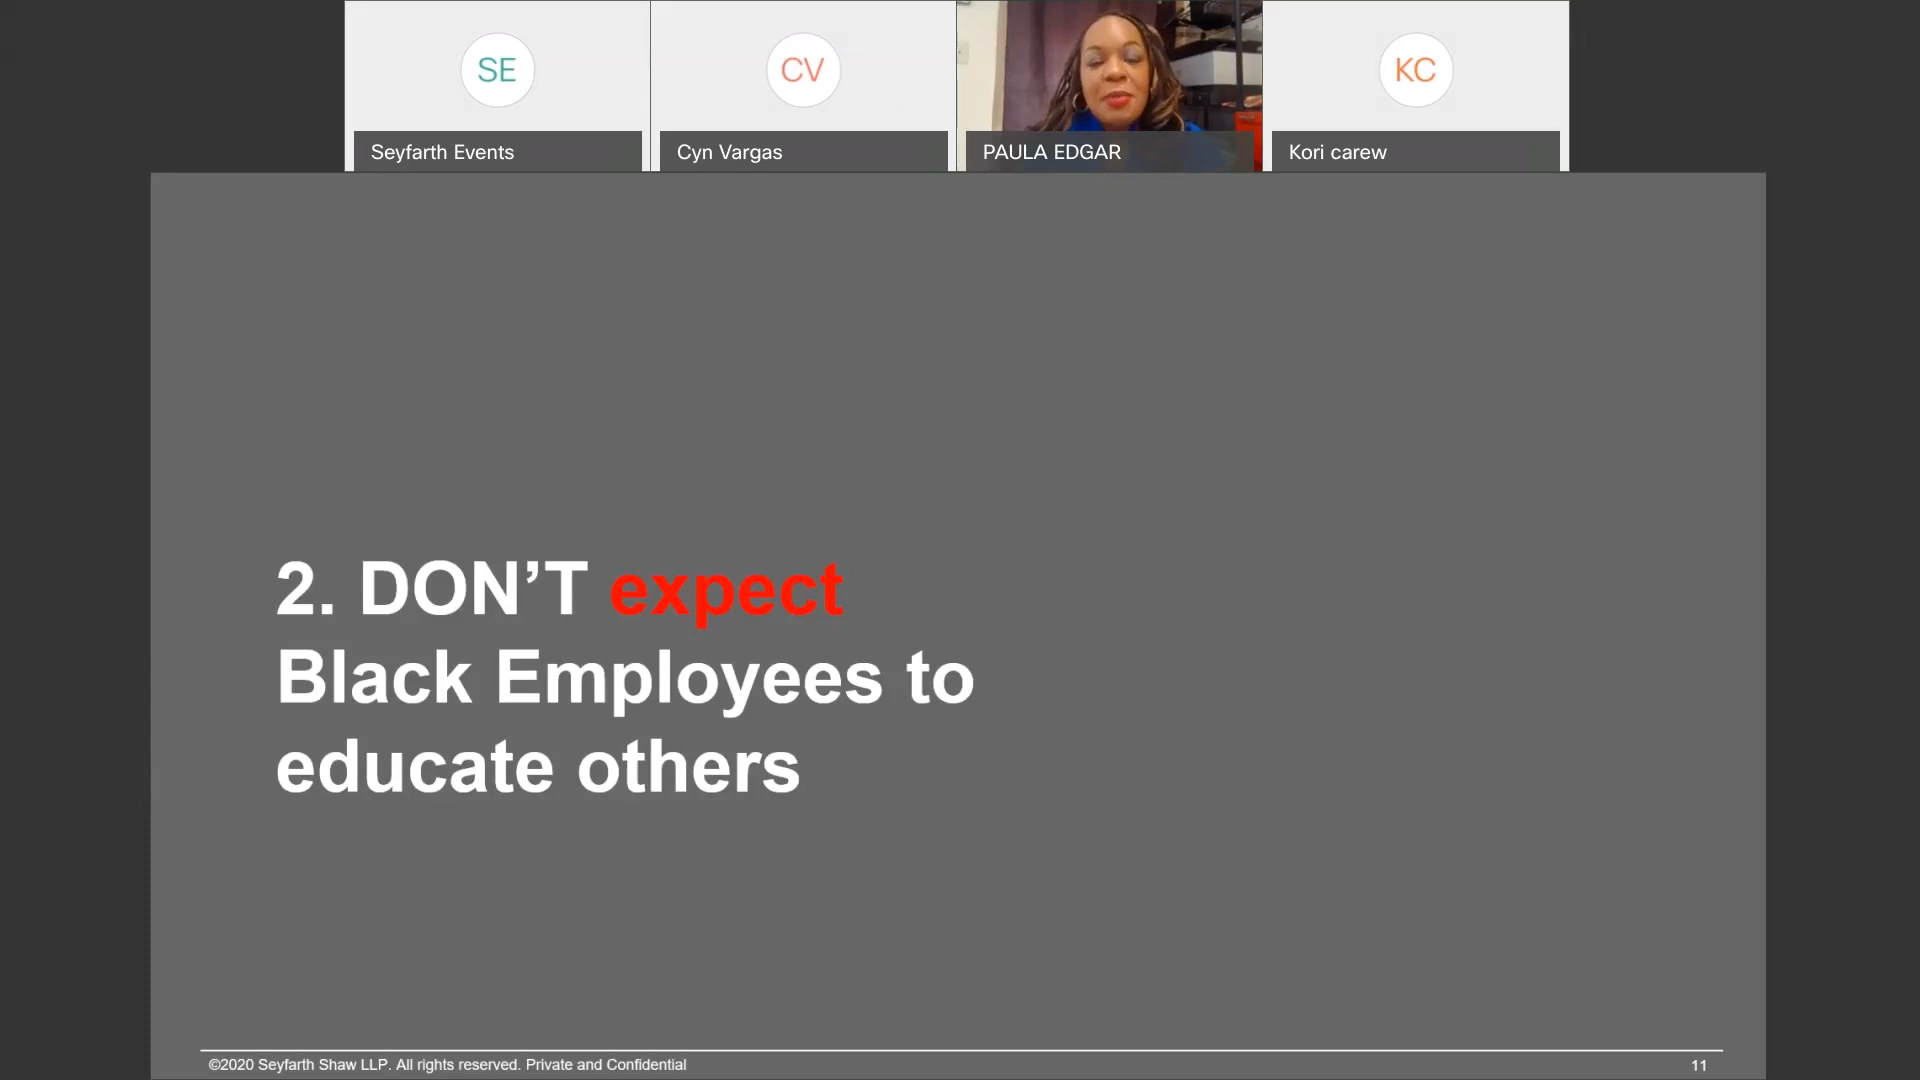 SE
CV
KC
Seyfarth Events
Cyn Vargas
PAULA EDGAR
Kori carew
2. DON’T expect
Black Employees to
educate others
©2020 Seyfarth Shaw LLP. All rights reserved. Private and Confidential
11